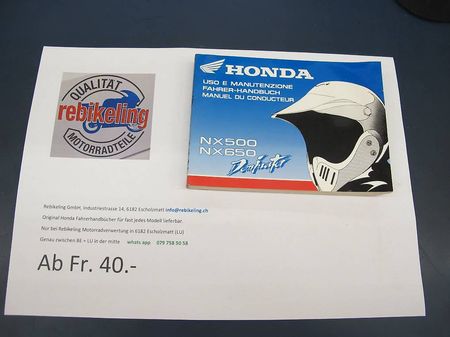 QUALITÄT
rebikeling
MOTORRADTEILE
HONDA
USO E MANUTENZIONE
FAHRER-HANDBUCH
MANUEL DU CONDUCTEUR
NX500
NX650
Dominator
Rebikeling GmbH, Industriestrasse 14, 6182 Escholzmatt info@rebikeling.ch
Original Honda Fahrerhandbücher für fast jedes Modell lieferbar.
Nur bei Rebikeling Motorradverwertung in 6182 Escholzmatt (LU)
Genau zwischen BE + LU in der mitte whats app 079 758 50 58
Ab Fr. 40.-